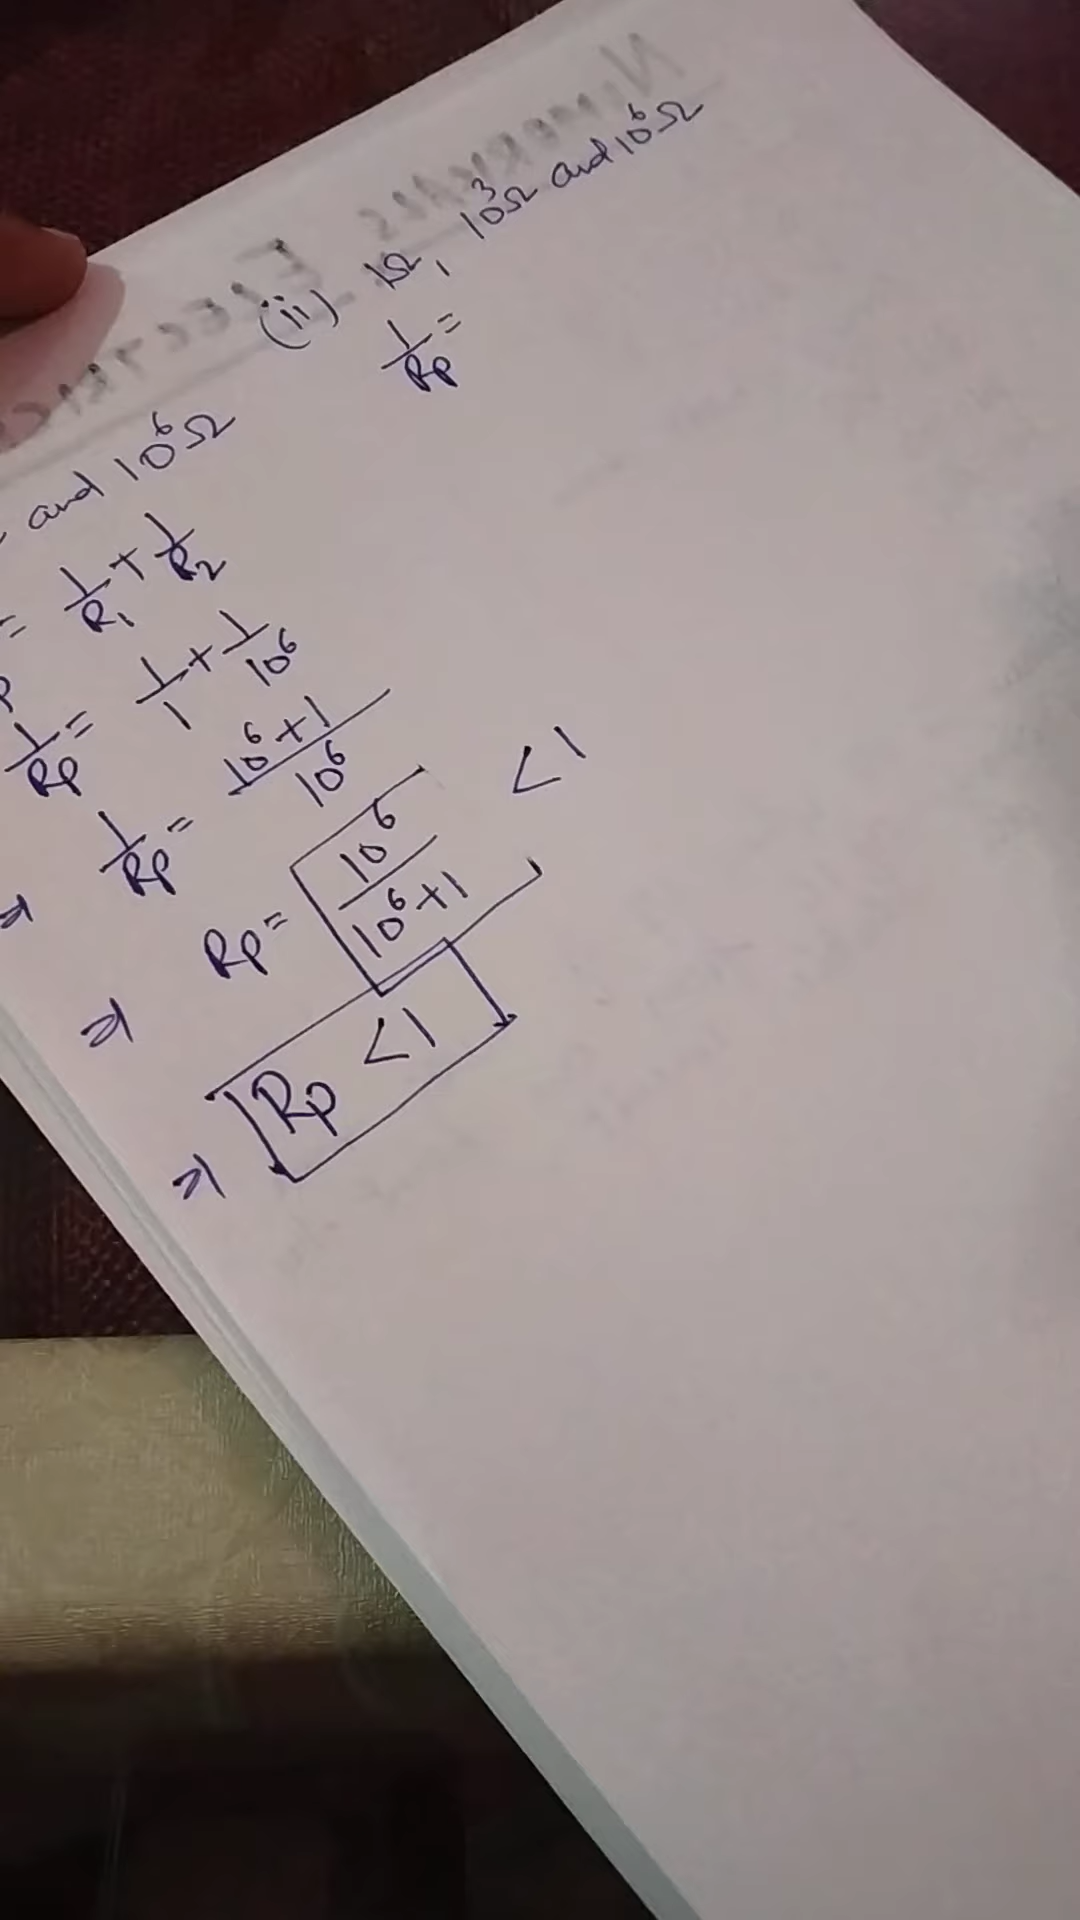 (ii) 1Ω, 10³Ω and 10⁶Ω
1/Rp =
and 10⁶Ω
= 1/R₁ + 1/R₂
1/Rp = 1/1 + 1/10⁶
⇒ 1/Rp = 10⁶+1/10⁶
⇒ Rp = 10⁶/10⁶+1 < 1
⇒ Rp < 1